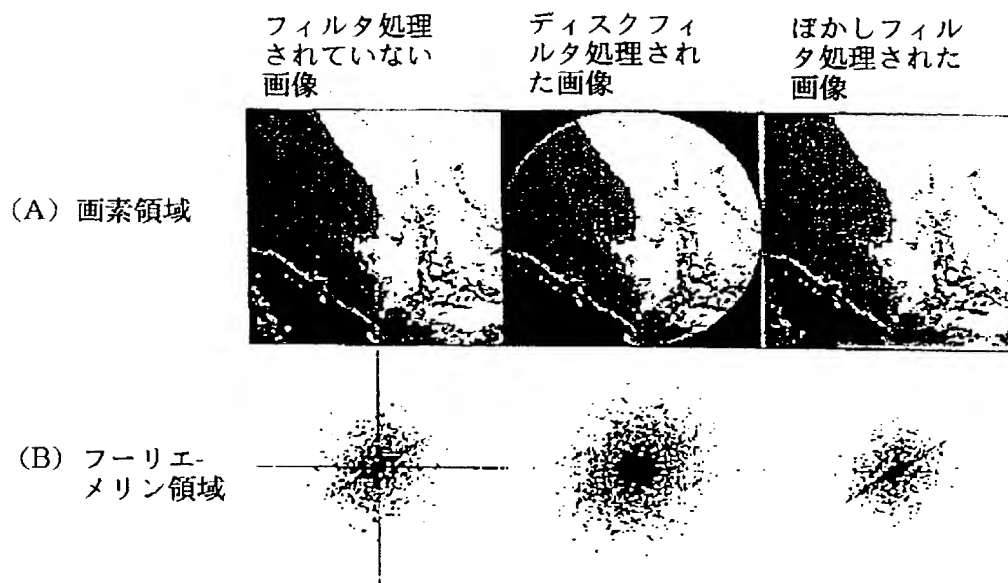 フィルタ処理
されていない
画像
ディスクフィ
ルタ処理され
た画像
ぼかしフィル
タ処理された
画像
(A) 画素領域
(B) フーリエ-
メリン領域